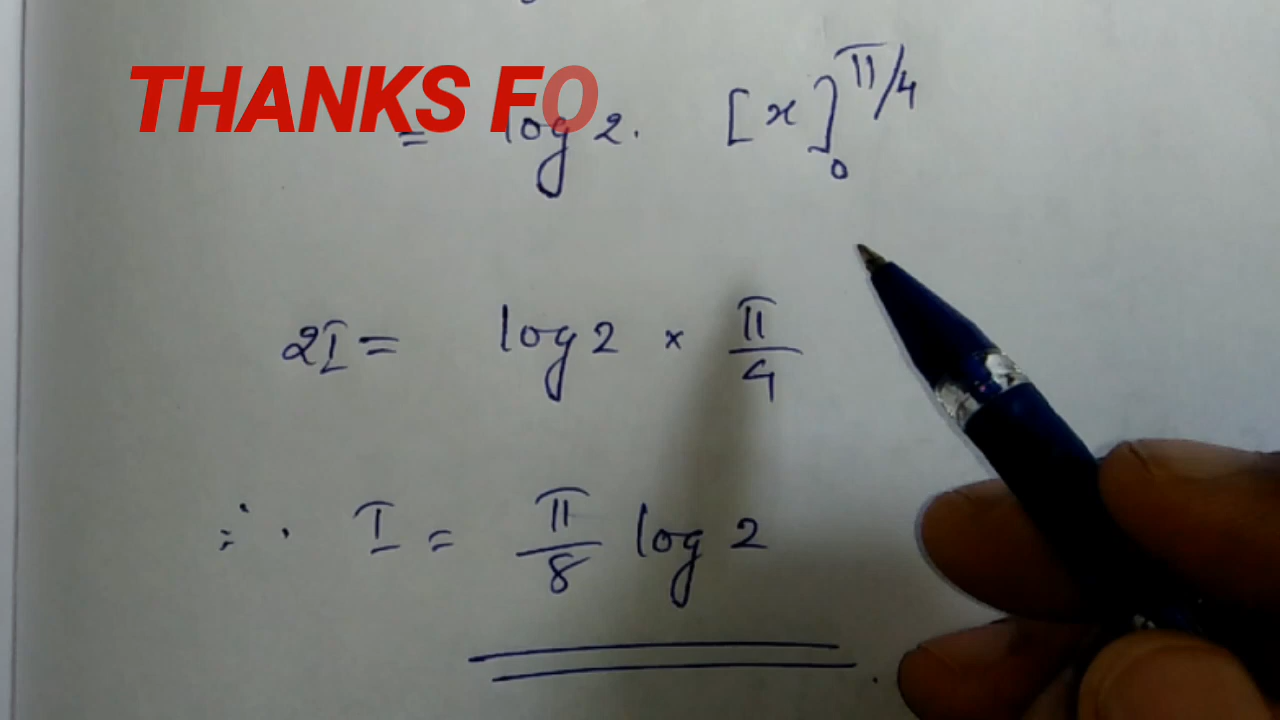 THANKS FO
= log 2. [x]₀^π/4
2I = log 2 × π/4
∴ I = π/8 log 2